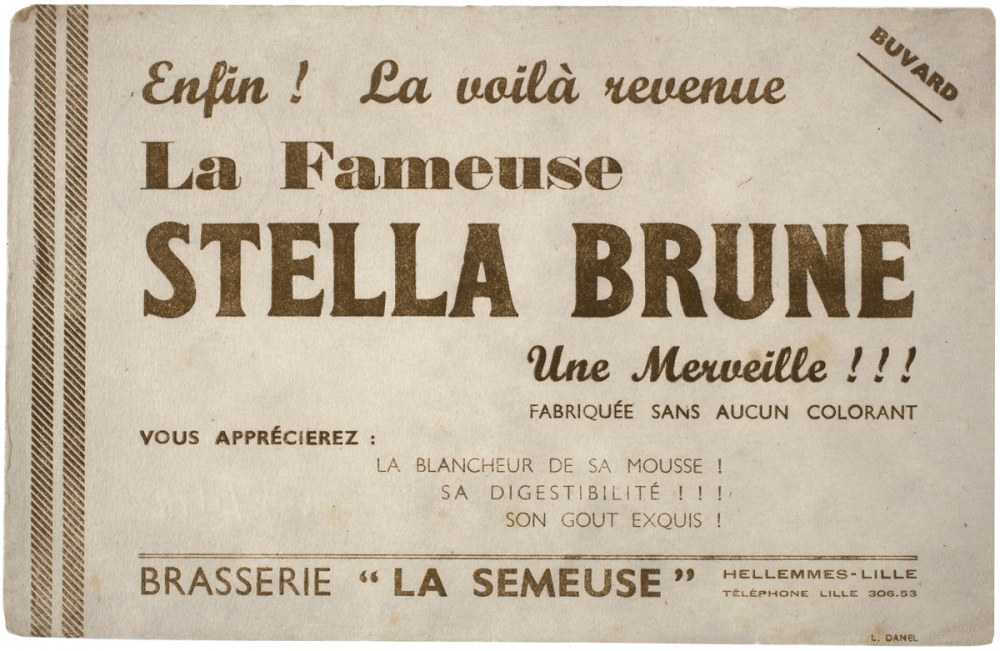 BUVARD
Enfin ! La voilà revenue
La Fameuse
STELLA BRUNE
Une Merveille ! ! !
FABRIQUÉE SANS AUCUN COLORANT
VOUS APPRÉCIEREZ :
LA BLANCHEUR DE SA MOUSSE !
SA DIGESTIBILITÉ ! ! !
SON GOUT EXQUIS !
BRASSERIE “ LA SEMEUSE ” HELLEMMES-LILLE
TÉLÉPHONE LILLE 306.53
L. DANEL